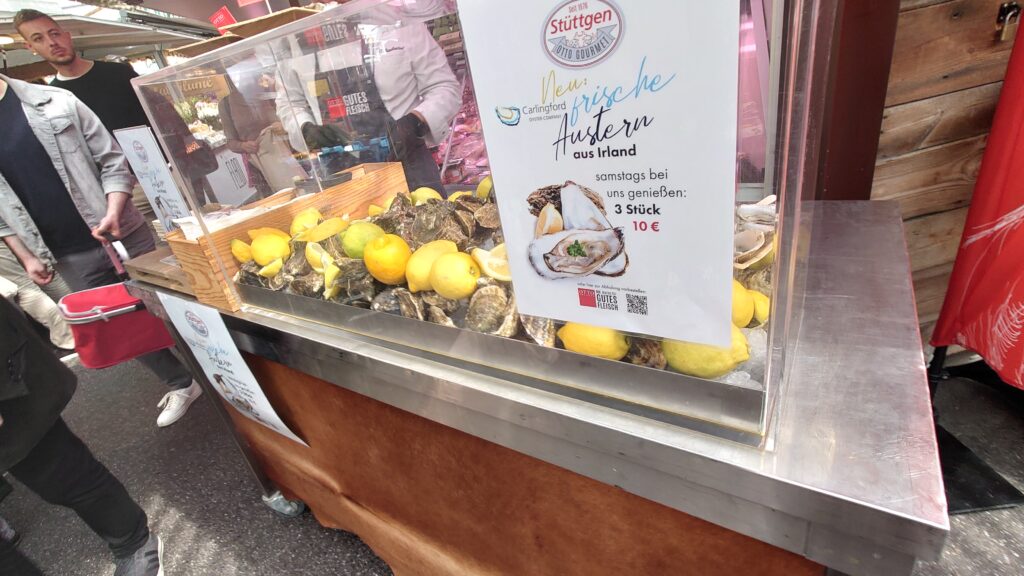 Seit 1978
Stüttgen
OTTO GOURMET
Neu:
frische
Carlingford
OYSTER COMPANY
Austern
aus Irland
samstags bei
uns genießen:
3 Stück
10 €
GUTES
FLEISCH
GUTES
FLEISCH